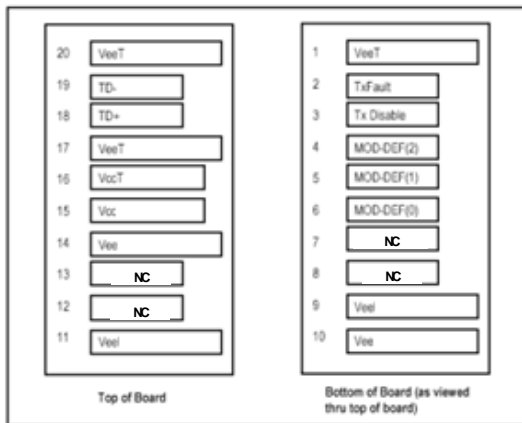 20 VeeT
19 TD-
18 TD+
17 VeeT
16 VccT
15 Vcc
14 Vee
13 NC
12 NC
11 Veel
Top of Board
1 VeeT
2 TxFault
3 Tx Disable
4 MOD-DEF(2)
5 MOD-DEF(1)
6 MOD-DEF(0)
7 NC
8 NC
9 Veel
10 Vee
Bottom of Board (as viewed
thru top of board)